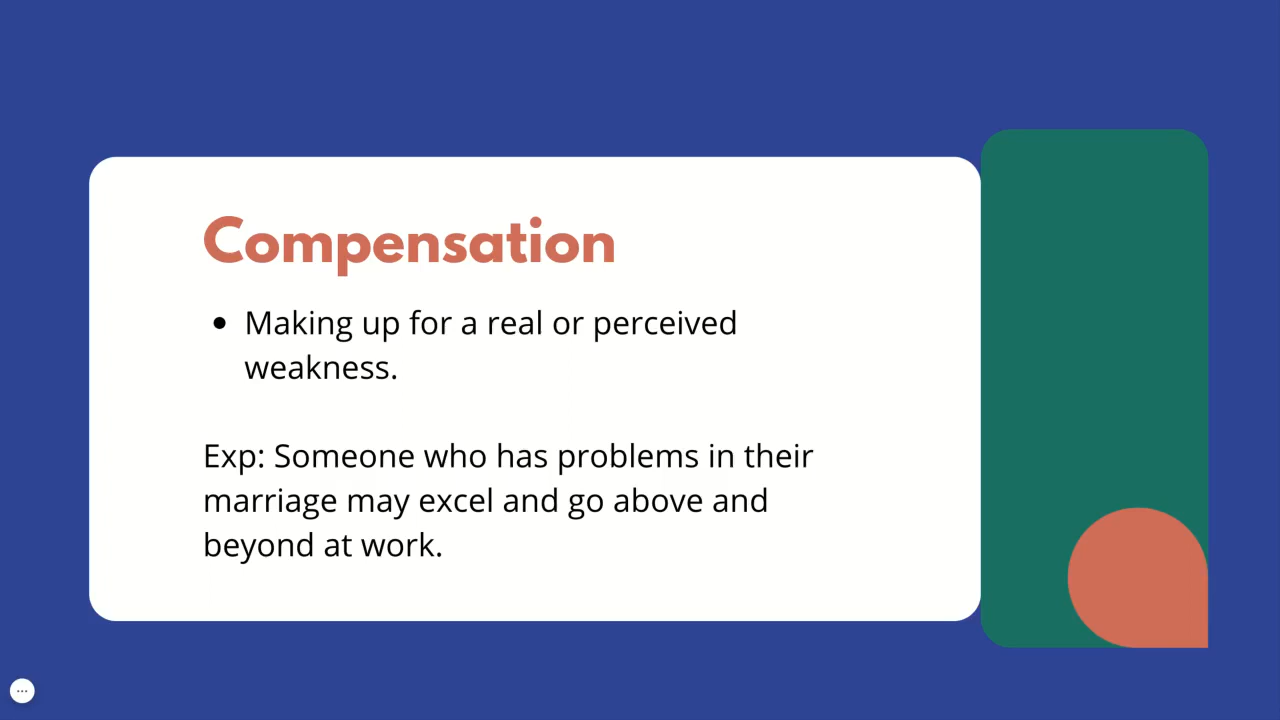 Compensation
• Making up for a real or perceived
weakness.
Exp: Someone who has problems in their
marriage may excel and go above and
beyond at work.